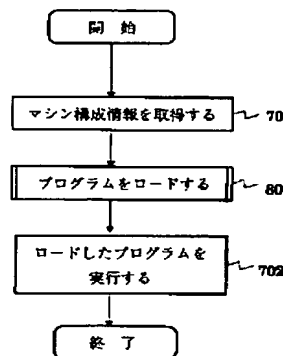 開 始
マシン構成情報を取得する
70
プログラムをロードする
80
ロードしたプログラムを
実行する
702
終 了